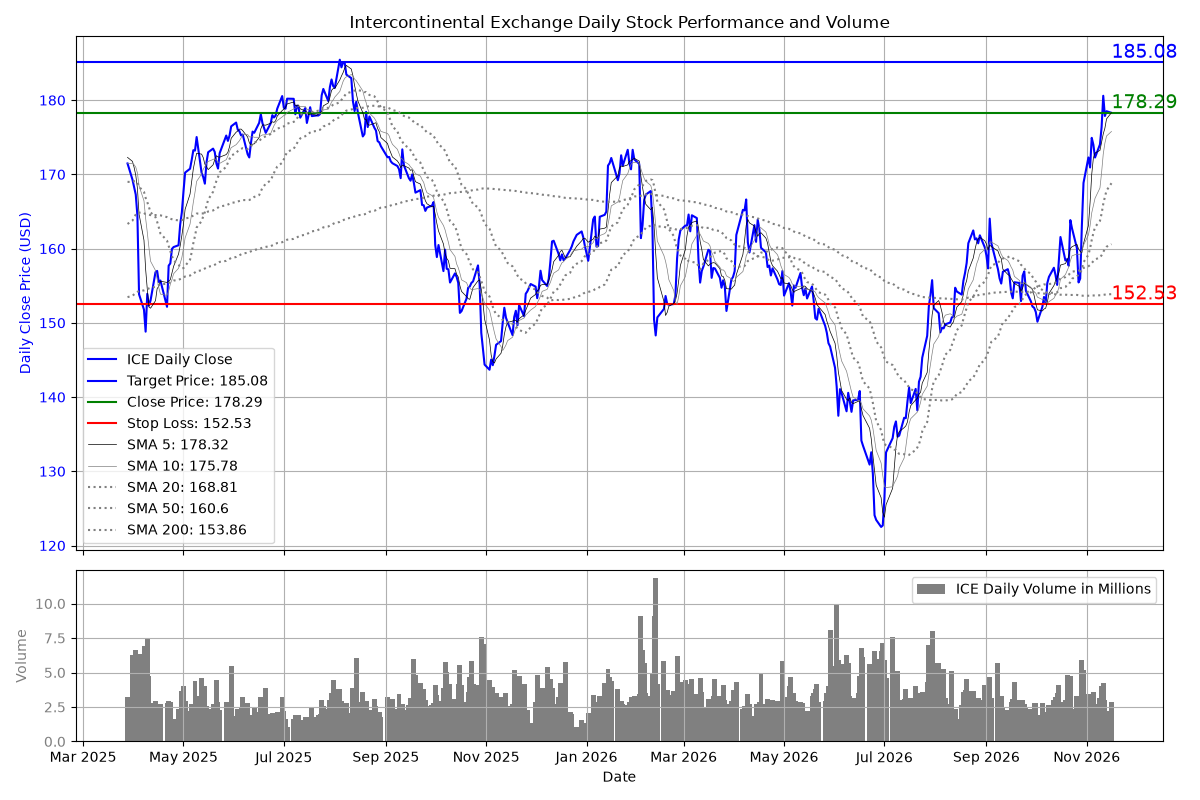 Intercontinental Exchange Daily Stock Performance and Volume
185.08
178.29
152.53
180
170
160
150
140
130
120
Daily Close Price (USD)
ICE Daily Close
Target Price: 185.08
Close Price: 178.29
Stop Loss: 152.53
SMA 5: 178.32
SMA 10: 175.78
SMA 20: 168.81
SMA 50: 160.6
SMA 200: 153.86
ICE Daily Volume in Millions
10.0
7.5
5.0
2.5
0.0
Volume
Mar 2025 May 2025 Jul 2025 Sep 2025 Nov 2025 Jan 2026 Mar 2026 May 2026 Jul 2026 Sep 2026 Nov 2026
Date